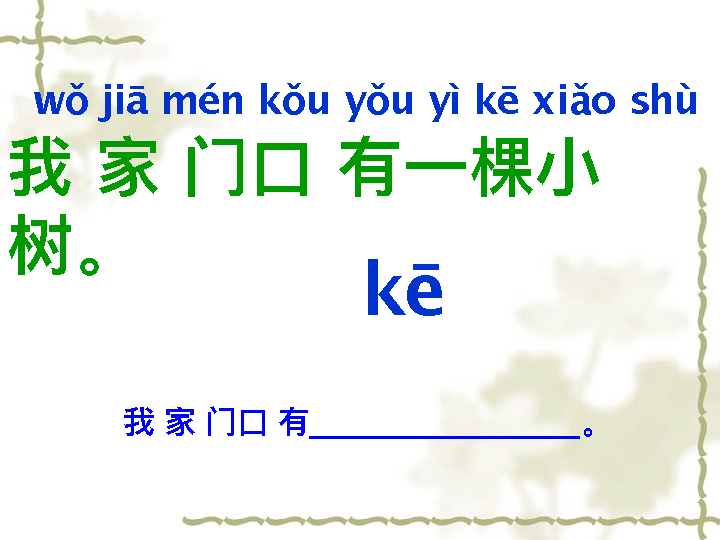 wǒ jiā mén kǒu yǒu yì kē xiǎo shù
我 家 门口 有一棵小
树。
kē
我 家 门口 有__________________。